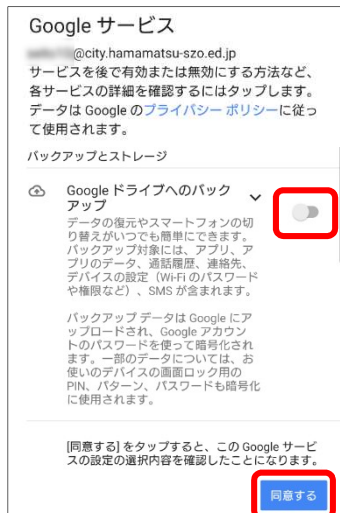 Google サービス
@city.hamamatsu-szo.ed.jp
サービスを後で有効または無効にする方法など、
各サービスの詳細を確認するにはタップします。
データは Google のプライバシー ポリシーに従っ
て使用されます。
バックアップとストレージ
Google ドライブへのバック
アップ
データの復元やスマートフォンの切
り替えがいつでも簡単にできます。
バックアップ対象には、アプリ、ア
プリのデータ、通話履歴、連絡先、
デバイスの設定（Wi-Fi のパスワード
や権限など）、SMS が含まれます。
バックアップ データは Google にア
ップロードされ、Google アカウン
トのパスワードを使って暗号化され
ます。一部のデータについては、お
使いのデバイスの画面ロック用の
PIN、パターン、パスワードも暗号化
に使用されます。
[同意する] をタップすると、この Google サービ
スの設定の選択内容を確認したことになります。
同意する